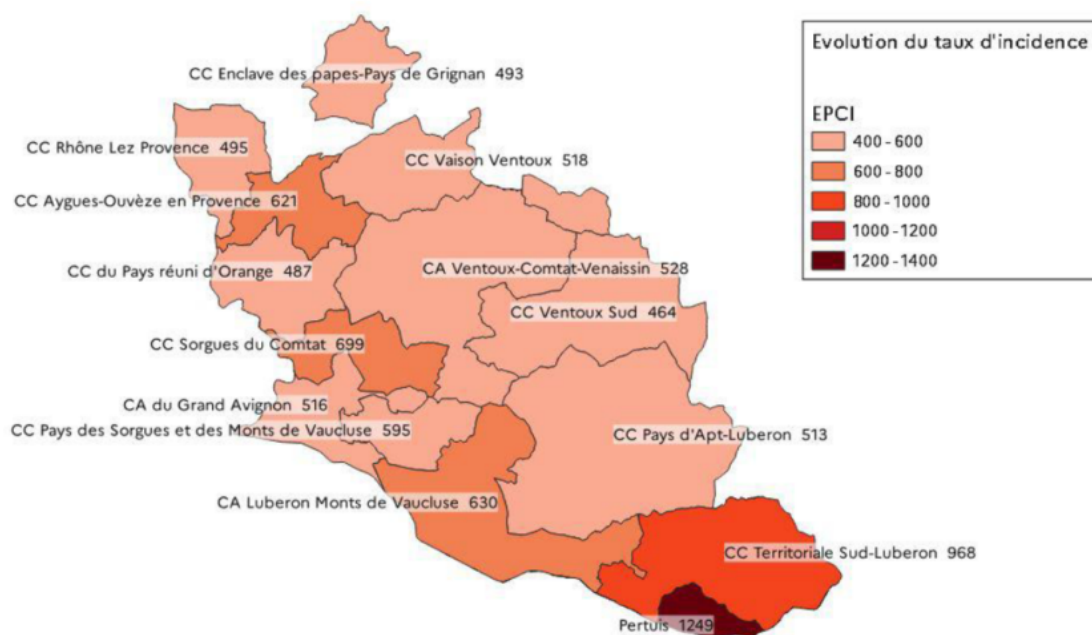 Evolution du taux d'incidence
EPCI
400 - 600
600 - 800
800 - 1000
1000 - 1200
1200 - 1400
CC Enclave des papes-Pays de Grignan 493
CC Rhône Lez Provence 495
CC Vaison Ventoux 518
CC Aygues-Ouvèze en Provence 621
CC du Pays réuni d'Orange 487
CA Ventoux-Comtat-Venaissin 528
CC Ventoux Sud 464
CC Sorgues du Comtat 699
CA du Grand Avignon 516
CC Pays des Sorgues et des Monts de Vaucluse 595
CC Pays d'Apt-Luberon 513
CA Luberon Monts de Vaucluse 630
CC Territoriale Sud-Luberon 968
Pertuis 1249